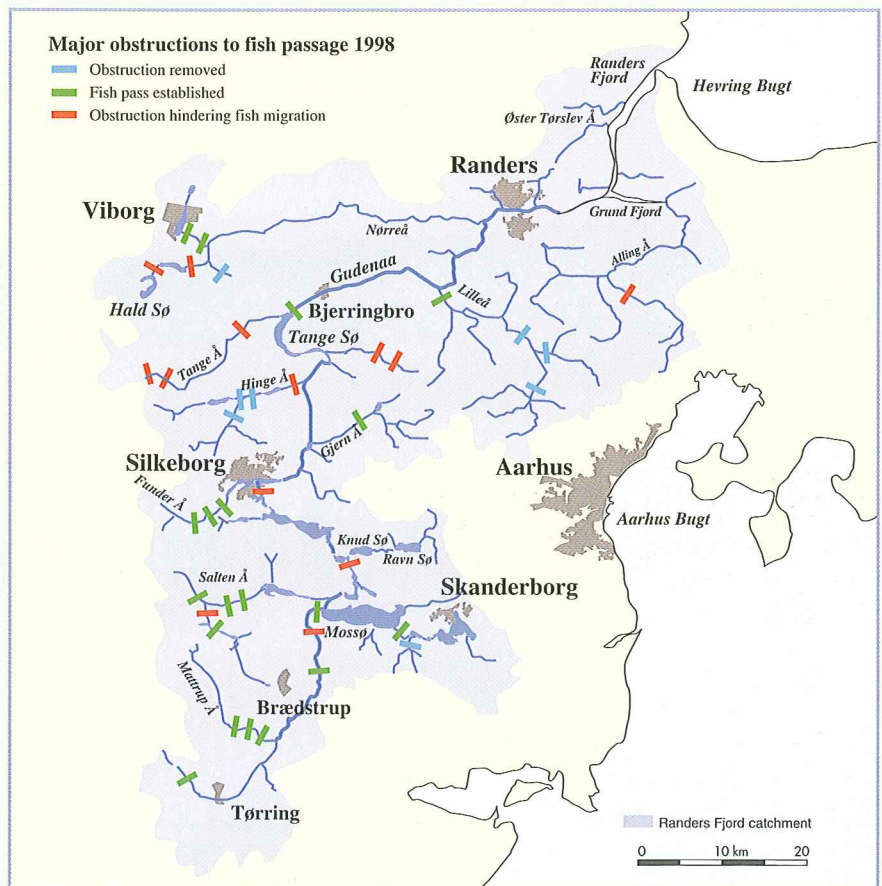 Major obstructions to fish passage 1998
Obstruction removed
Fish pass established
Obstruction hindering fish migration
Randers
Fjord
Hevring Bugt
Øster Tørslev Å
Randers
Viborg
Grund Fjord
Nørreå
Alling Å
Gudenaa
Hald Sø
Lilleå
Bjerringbro
Tange Sø
Tange Å
Hinge Å
Gjern Å
Silkeborg
Aarhus
Funder Å
Aarhus Bugt
Knud Sø
Ravn Sø
Salten Å
Skanderborg
Mossø
Mattrup Å
Brædstrup
Tørring
Randers Fjord catchment
0 10 km 20